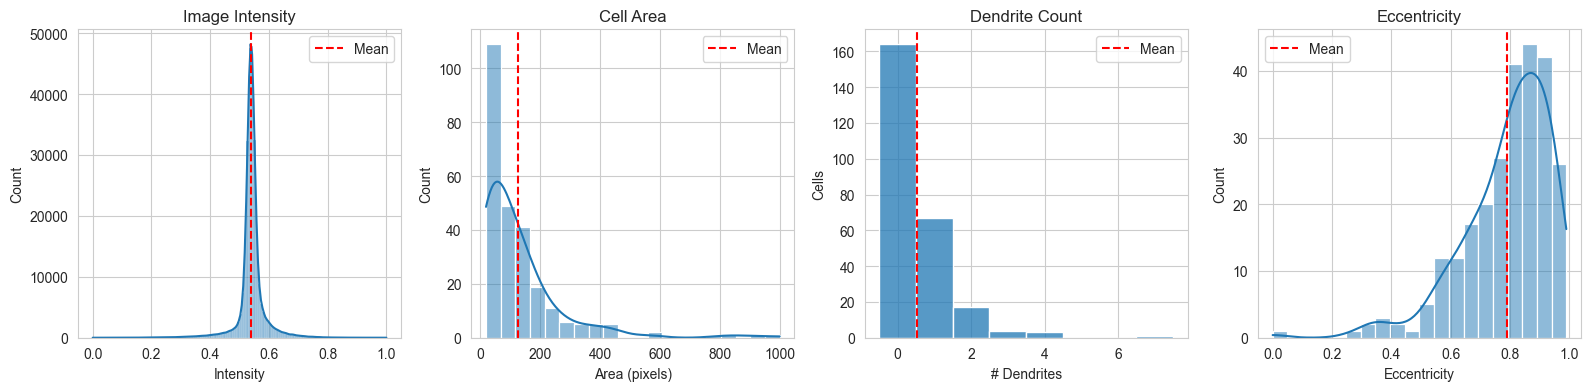 Image Intensity
50000
40000
30000
20000
10000
0
Count
0.0 0.2 0.4 0.6 0.8 1.0
Intensity
Mean
Cell Area
100
80
60
40
20
0
Count
0 200 400 600 800 1000
Area (pixels)
Mean
Dendrite Count
160
140
120
100
80
60
40
20
0
Cells
0 2 4 6
# Dendrites
Mean
Eccentricity
40
30
20
10
0
Count
0.0 0.2 0.4 0.6 0.8 1.0
Eccentricity
Mean